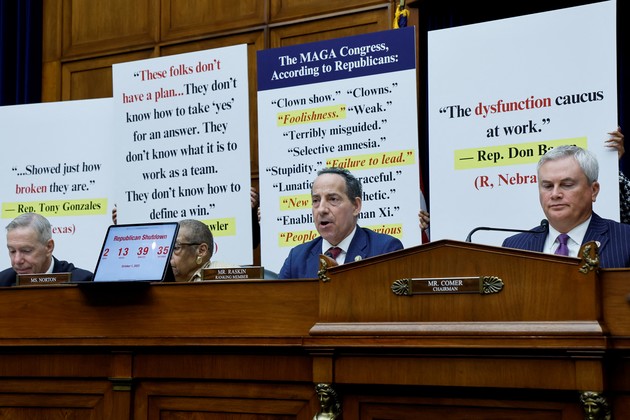 "...Showed just how
broken they are."
— Rep. Tony Gonzales
"These folks don't
have a plan...They don't
know how to take 'yes'
for an answer. They
don't know what it is to
work as a team.
They don't know how to
define a win."
The MAGA Congress,
According to Republicans:
"Clown show." "Clowns."
"Foolishness." "Weak."
"Terribly misguided."
"Selective amnesia."
"Stupidity." "Failure to lead."
"The dysfunction caucus
at work."
— Rep. Don
(R,
Republican Shutdown
2 13 39 35
MS. NORTON
MR. RASKIN
RANKING MEMBER
MR. COMER
CHAIRMAN